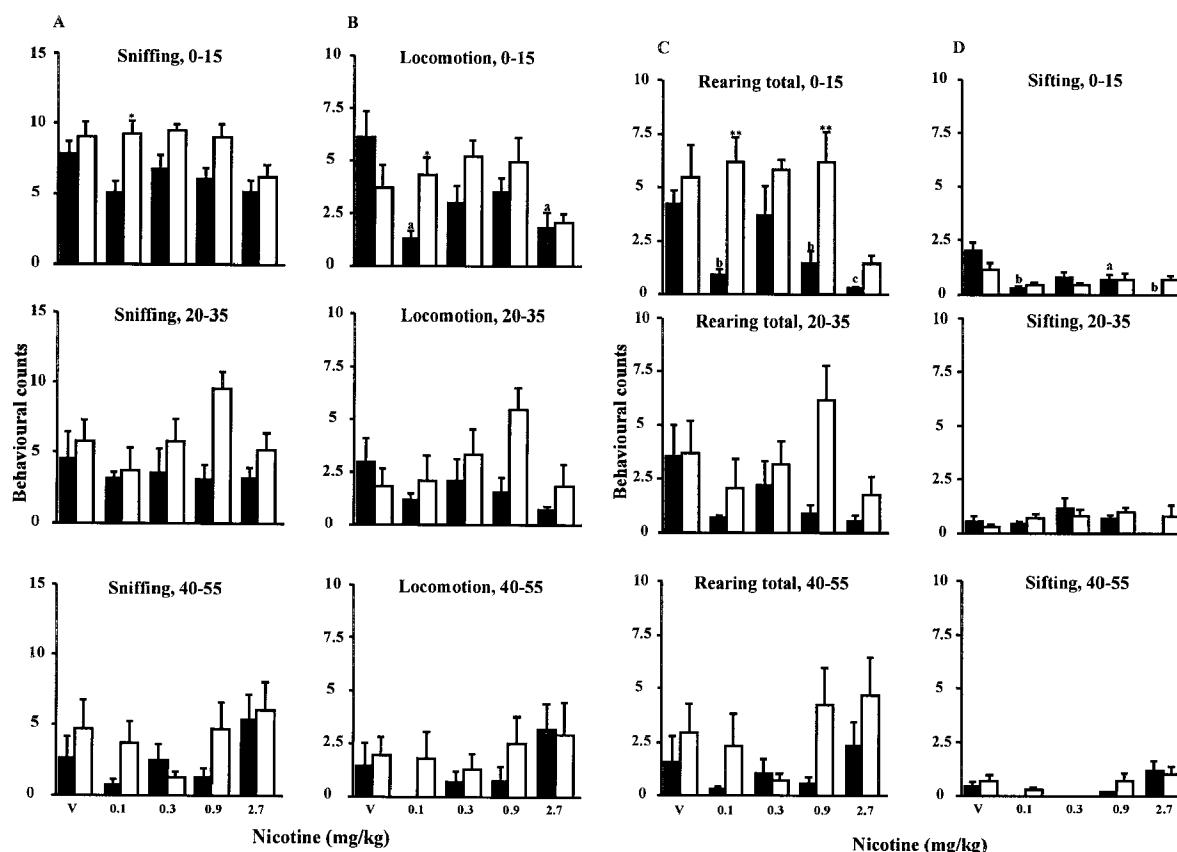 A
Sniffing, 0-15
15
10
5
0
*
B
Locomotion, 0-15
10
7.5
5
2.5
0
a
*
a
C
Rearing total, 0-15
10
7.5
5
2.5
0
b
**
**
c
D
Sifting, 0-15
10
7.5
5
2.5
0
b
a
b
Sniffing, 20-35
15
10
5
0
Behavioural counts
Locomotion, 20-35
10
7.5
5
2.5
0
Rearing total, 20-35
10
7.5
5
2.5
0
Behavioural counts
Sifting, 20-35
10
7.5
5
2.5
0
Sniffing, 40-55
15
10
5
0
V 0.1 0.3 0.9 2.7
Locomotion, 40-55
10
7.5
5
2.5
0
V 0.1 0.3 0.9 2.7
Nicotine (mg/kg)
Rearing total, 40-55
10
7.5
5
2.5
0
V 0.1 0.3 0.9 2.7
Sifting, 40-55
10
7.5
5
2.5
0
V 0.1 0.3 0.9 2.7
Nicotine (mg/kg)